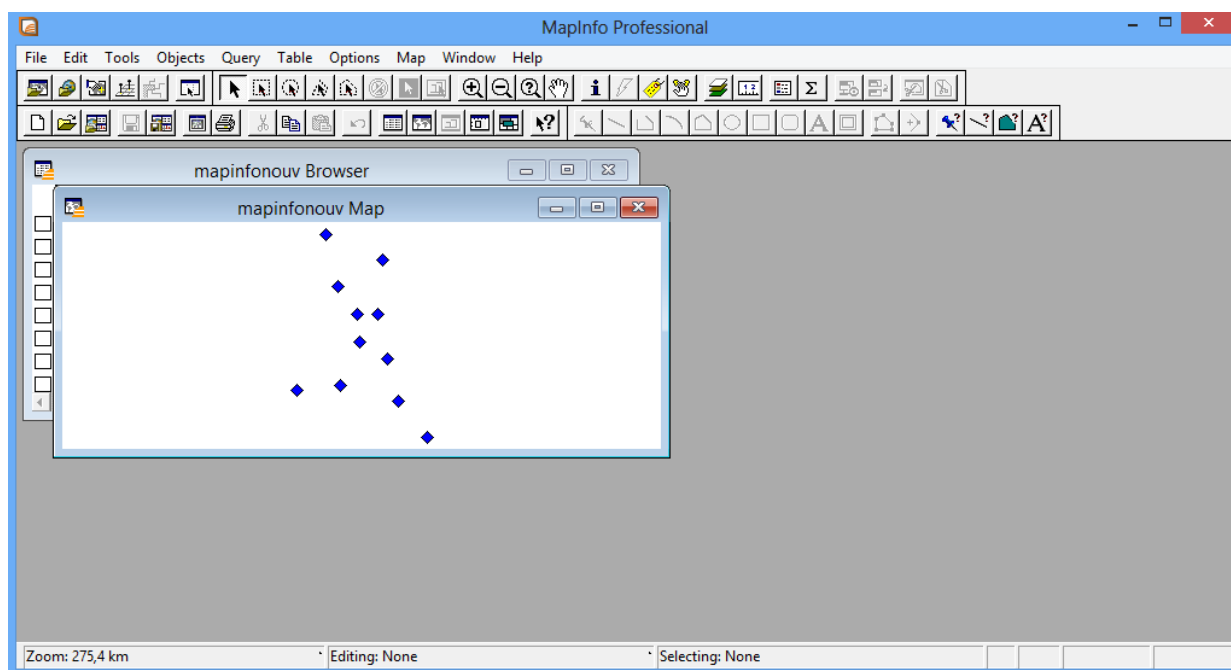 MapInfo Professional
File Edit Tools Objects Query Table Options Map Window Help
mapinfonouv Browser
mapinfonouv Map
Zoom: 275,4 km
Editing: None
Selecting: None